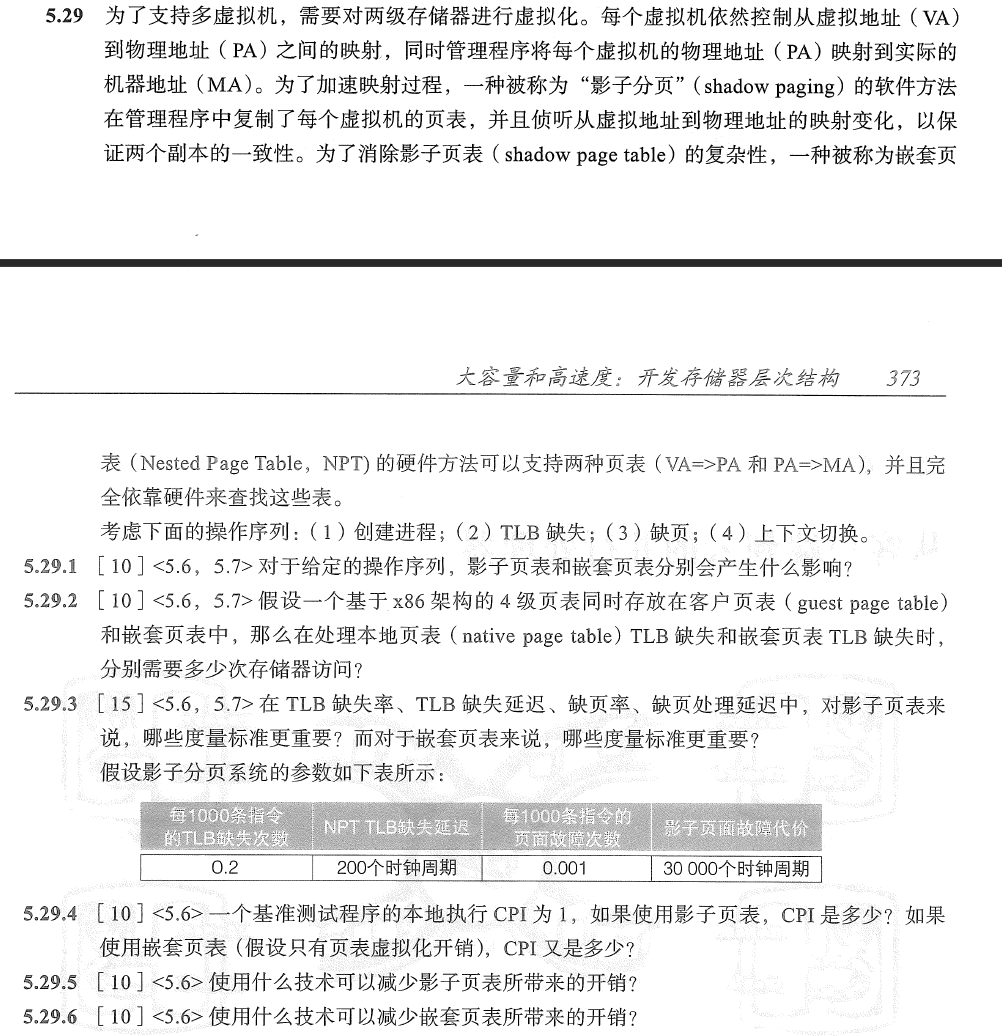 5.29 为了支持多虚拟机，需要对两级存储器进行虚拟化。每个虚拟机依然控制从虚拟地址（VA）
到物理地址（PA）之间的映射，同时管理程序将每个虚拟机的物理地址（PA）映射到实际的
机器地址（MA）。为了加速映射过程，一种被称为“影子分页”（shadow paging）的软件方法
在管理程序中复制了每个虚拟机的页表，并且侦听从虚拟地址到物理地址的映射变化，以保
证两个副本的一致性。为了消除影子页表（shadow page table）的复杂性，一种被称为嵌套页
大容量和高速度：开发存储器层次结构 373
表（Nested Page Table，NPT）的硬件方法可以支持两种页表（VA=>PA 和 PA=>MA），并且完
全依靠硬件来查找这些表。
考虑下面的操作序列：（1）创建进程；（2）TLB 缺失；（3）缺页；（4）上下文切换。
5.29.1 [10] <5.6，5.7> 对于给定的操作序列，影子页表和嵌套页表分别会产生什么影响？
5.29.2 [10] <5.6，5.7> 假设一个基于 x86 架构的 4 级页表同时存放在客户页表（guest page table）
和嵌套页表中，那么在处理本地页表（native page table）TLB 缺失和嵌套页表 TLB 缺失时，
分别需要多少次存储器访问？
5.29.3 [15] <5.6，5.7> 在 TLB 缺失率、TLB 缺失延迟、缺页率、缺页处理延迟中，对影子页表来
说，哪些度量标准更重要？而对于嵌套页表来说，哪些度量标准更重要？
假设影子分页系统的参数如下表所示：
每1000条指令 每1000条指令的
的TLB缺失次数 NPT TLB缺失延迟 页面故障次数 影子页面故障代价
0.2 200个时钟周期 0.001 30 000个时钟周期
5.29.4 [10] <5.6> 一个基准测试程序的本地执行 CPI 为 1，如果使用影子页表，CPI 是多少？如果
使用嵌套页表（假设只有页表虚拟化开销），CPI 又是多少？
5.29.5 [10] <5.6> 使用什么技术可以减少影子页表所带来的开销？
5.29.6 [10] <5.6> 使用什么技术可以减少嵌套页表所带来的开销？